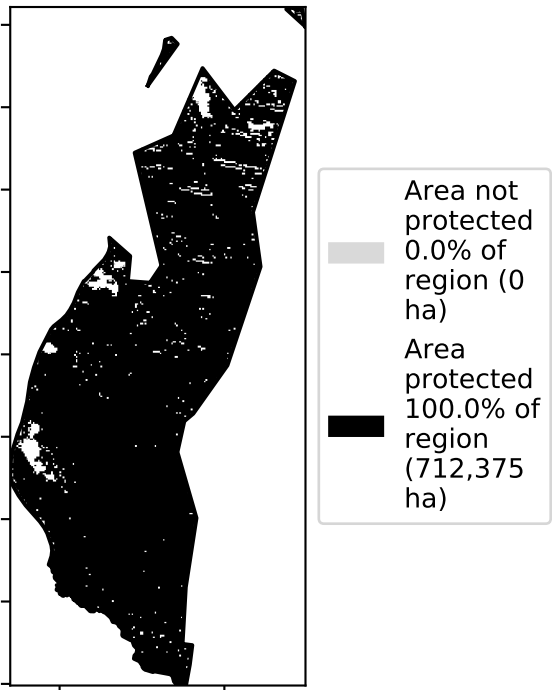 Area not
protected
0.0% of
region (0
ha)
Area
protected
100.0% of
region
(712,375
ha)